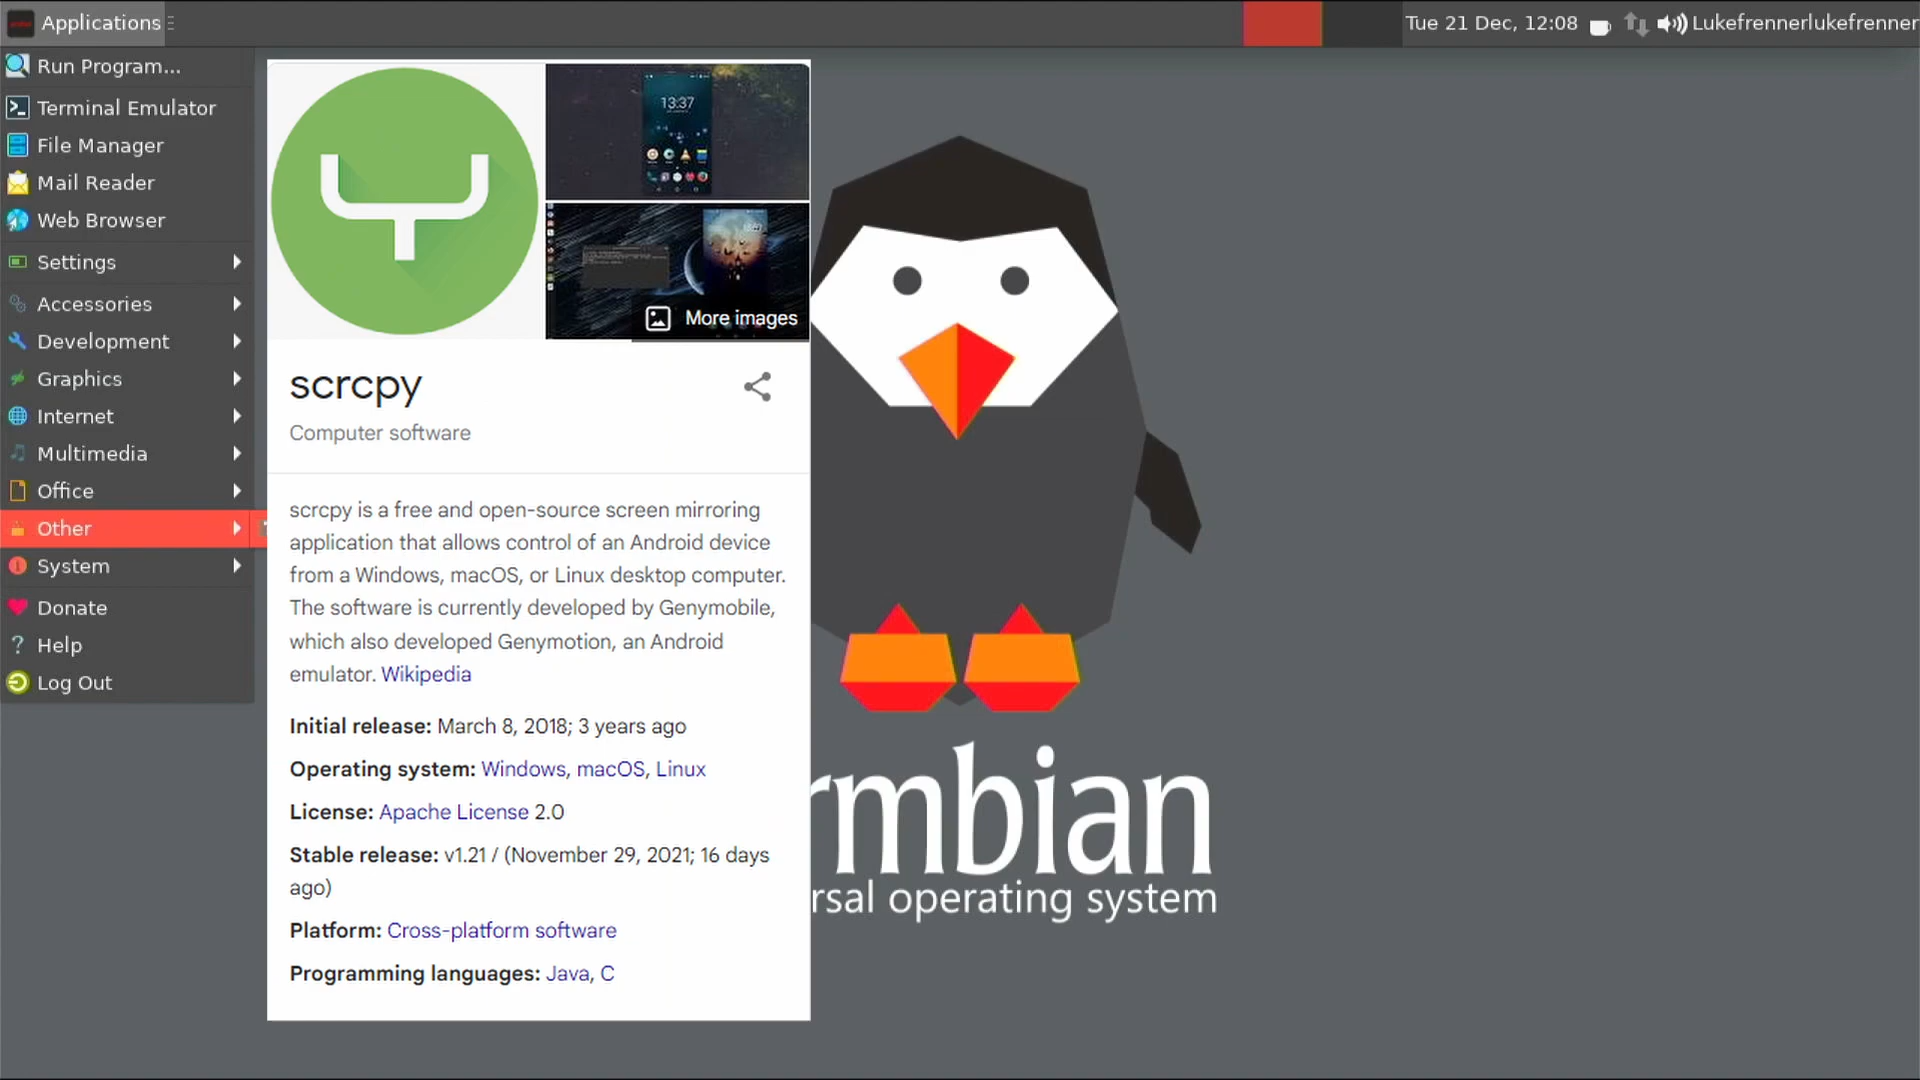 Applications
Tue 21 Dec, 12:08
Lukefrennerlukefrenner
Run Program...
Terminal Emulator
File Manager
Mail Reader
Web Browser
Settings
Accessories
Development
Graphics
Internet
Multimedia
Office
Other
System
Donate
Help
Log Out
13:37
More images
scrcpy
Computer software
scrcpy is a free and open-source screen mirroring
application that allows control of an Android device
from a Windows, macOS, or Linux desktop computer.
The software is currently developed by Genymobile,
which also developed Genymotion, an Android
emulator. Wikipedia
Initial release: March 8, 2018; 3 years ago
Operating system: Windows, macOS, Linux
License: Apache License 2.0
Stable release: v1.21 / (November 29, 2021; 16 days
ago)
Platform: Cross-platform software
Programming languages: Java, C
rmbian
rsal operating system